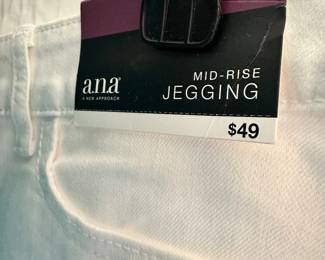 a.n.a
A NEW APPROACH
MID-RISE
JEGGING
$49